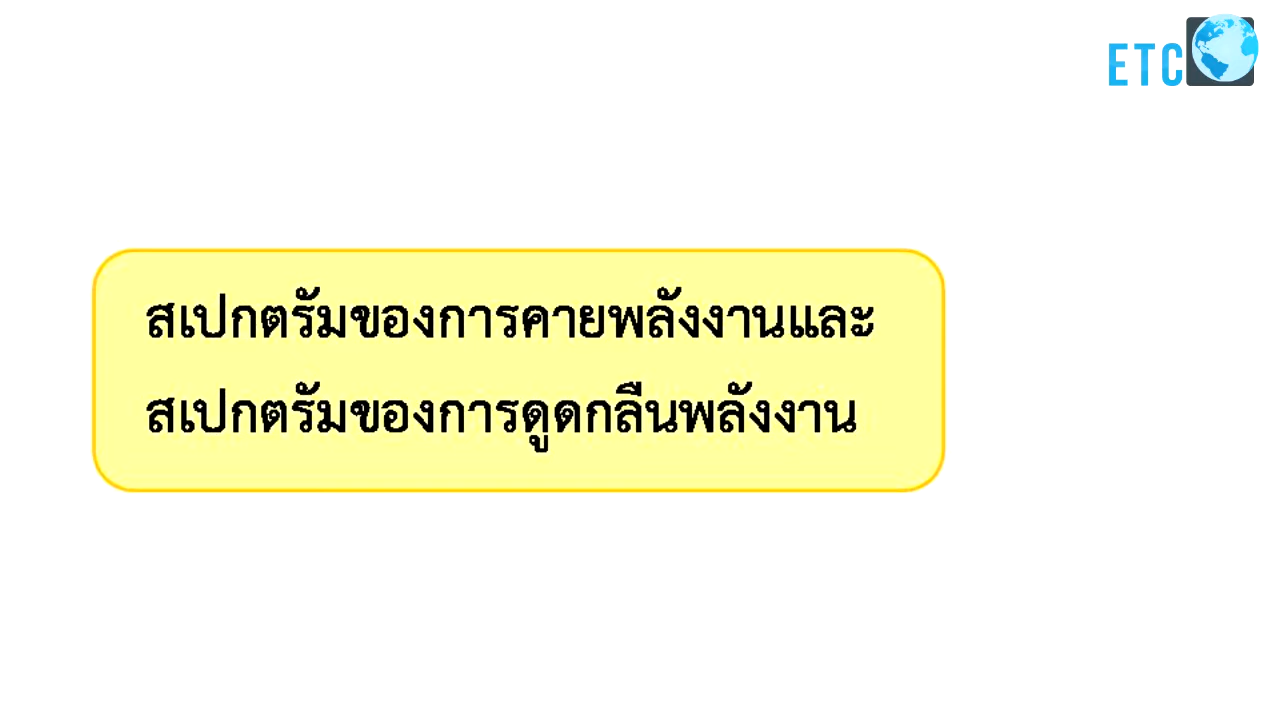 ETC
สเปกตรัมของการคายพลังงานและ
สเปกตรัมของการดูดกลืนพลังงาน